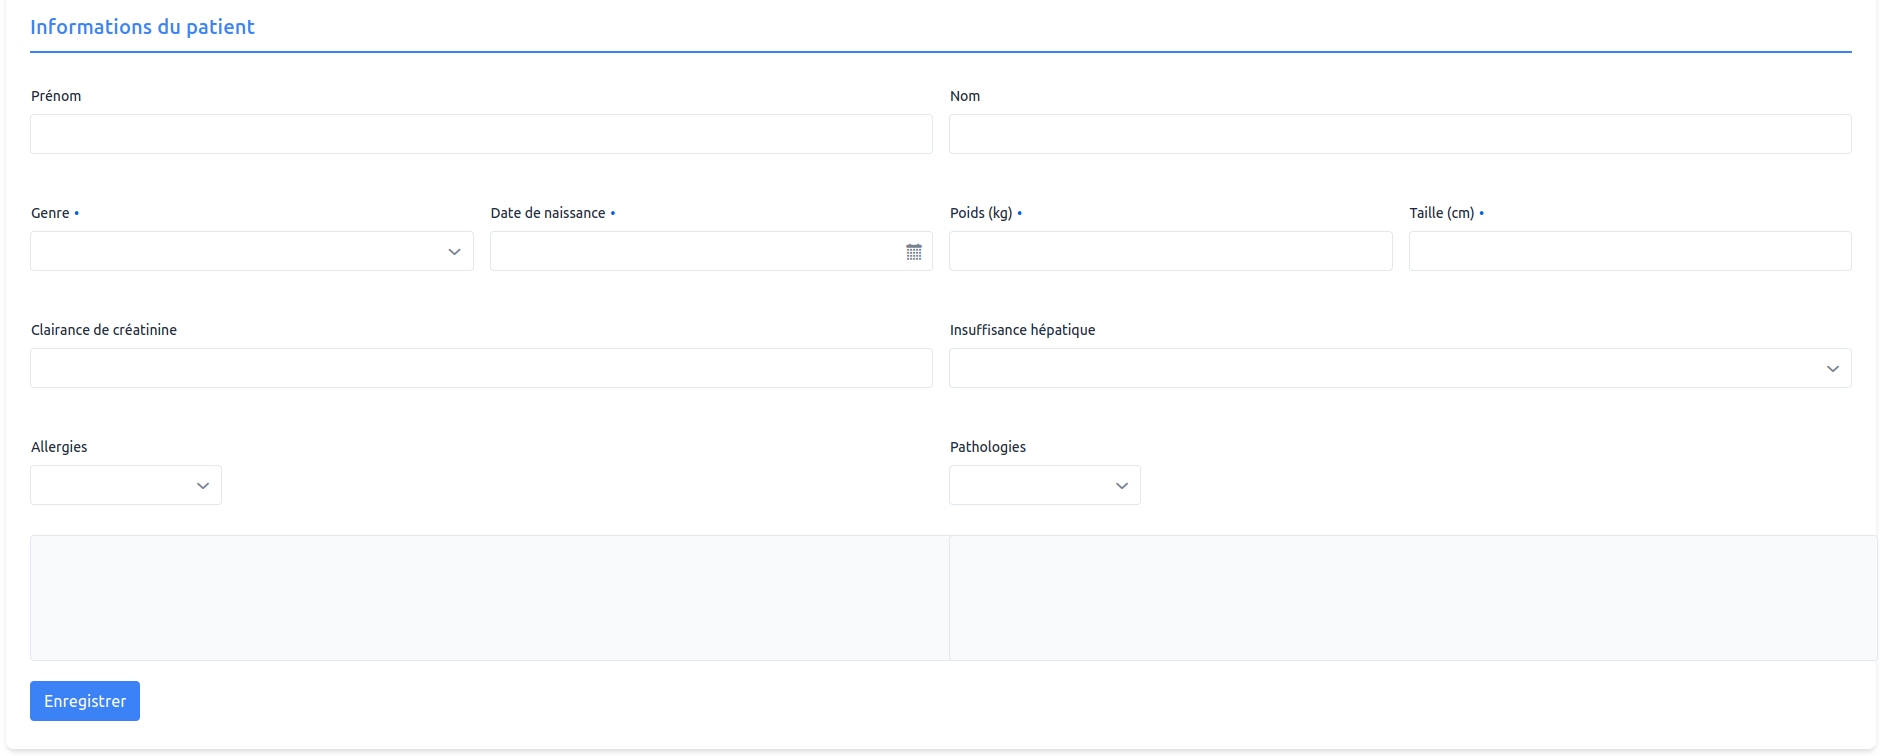 Informations du patient
Prénom
Nom
Genre •
Date de naissance •
Poids (kg) •
Taille (cm) •
Clairance de créatinine
Insuffisance hépatique
Allergies
Pathologies
Enregistrer